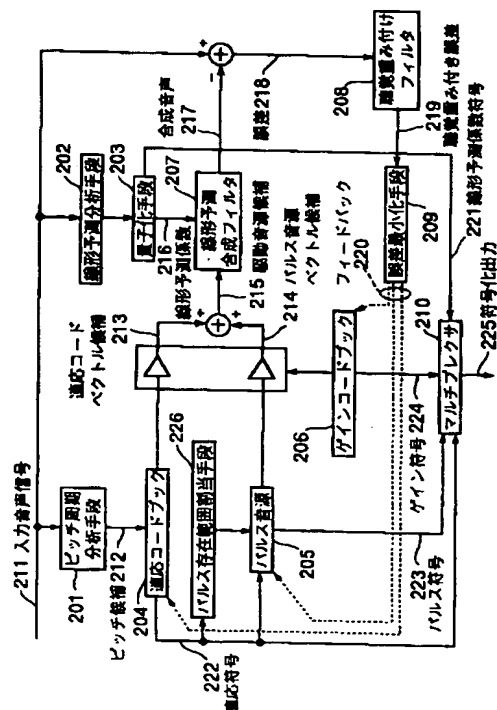 211 入力音声信号
ピッチ周期
分析手段
201
ピッチ候補 212
適応コードブック
204
222
適応符号
適応コード
ベクトル候補
213
パルス存在範囲割当手段
226
パルス音源
205
223
パルス符号
線形予測分析手段
202
量子化手段
203
216
線形予測係数
線形予測
合成フィルタ
207
215 駆動音源候補
214 パルス音源
ベクトル候補
ゲインコードブック
206
フィードバック
220
ゲイン符号
224
合成音声
217
+
−
+
+
誤差218
聴覚重み付け
フィルタ
208
219
聴覚重み付き誤差
誤差最小化手段
209
221 線形予測係数符号
マルチプレクサ
210
225符号化出力